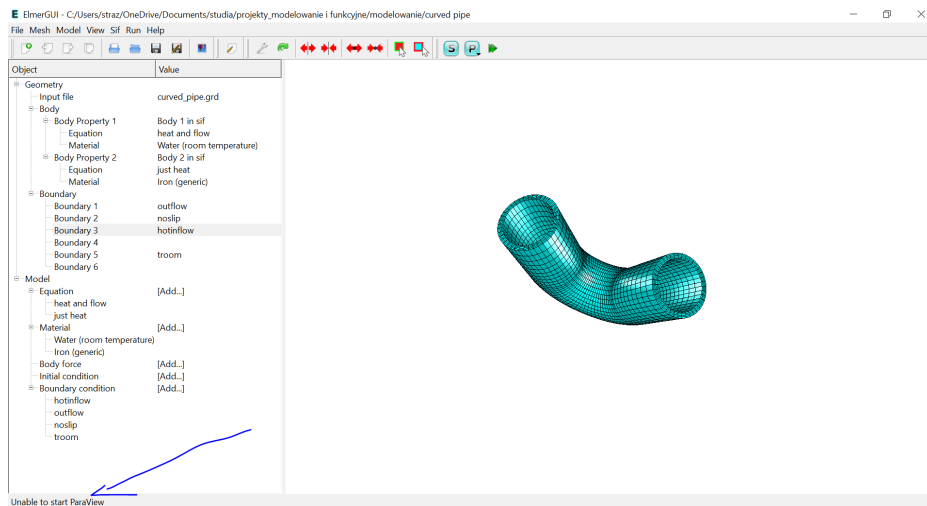 ElmerGUI - C:/Users/straz/OneDrive/Documents/studia/projekty_modelowanie i funkcyjne/modelowanie/curved pipe
File Mesh Model View Sif Run Help
S P
Object Value
Geometry
Input file curved_pipe.grd
Body
Body Property 1 Body 1 in sif
Equation heat and flow
Material Water (room temperature)
Body Property 2 Body 2 in sif
Equation just heat
Material Iron (generic)
Boundary
Boundary 1 outflow
Boundary 2 noslip
Boundary 3 hotinflow
Boundary 4
Boundary 5 troom
Boundary 6
Model
Equation [Add...]
heat and flow
just heat
Material [Add...]
Water (room temperature)
Iron (generic)
Body force [Add...]
Initial condition [Add...]
Boundary condition [Add...]
hotinflow
outflow
noslip
troom
Unable to start ParaView